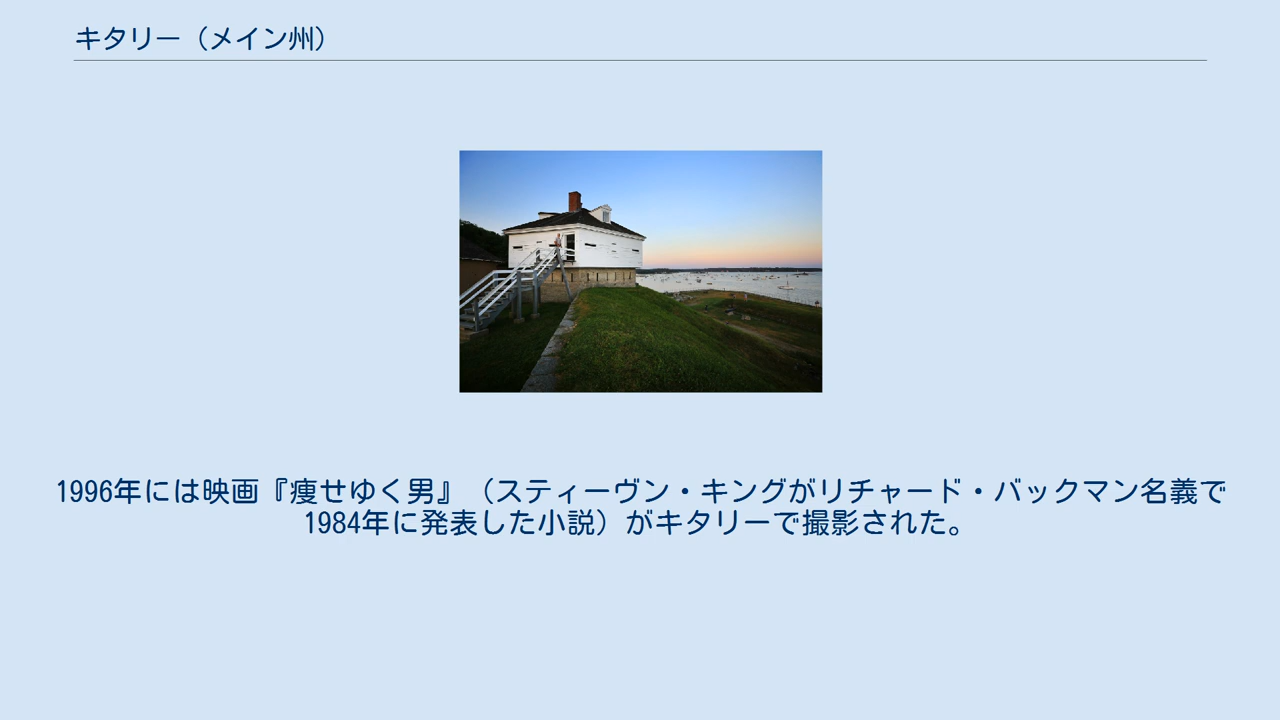 キタリー（メイン州）
1996年には映画『痩せゆく男』（スティーヴン・キングがリチャード・バックマン名義で
1984年に発表した小説）がキタリーで撮影された。